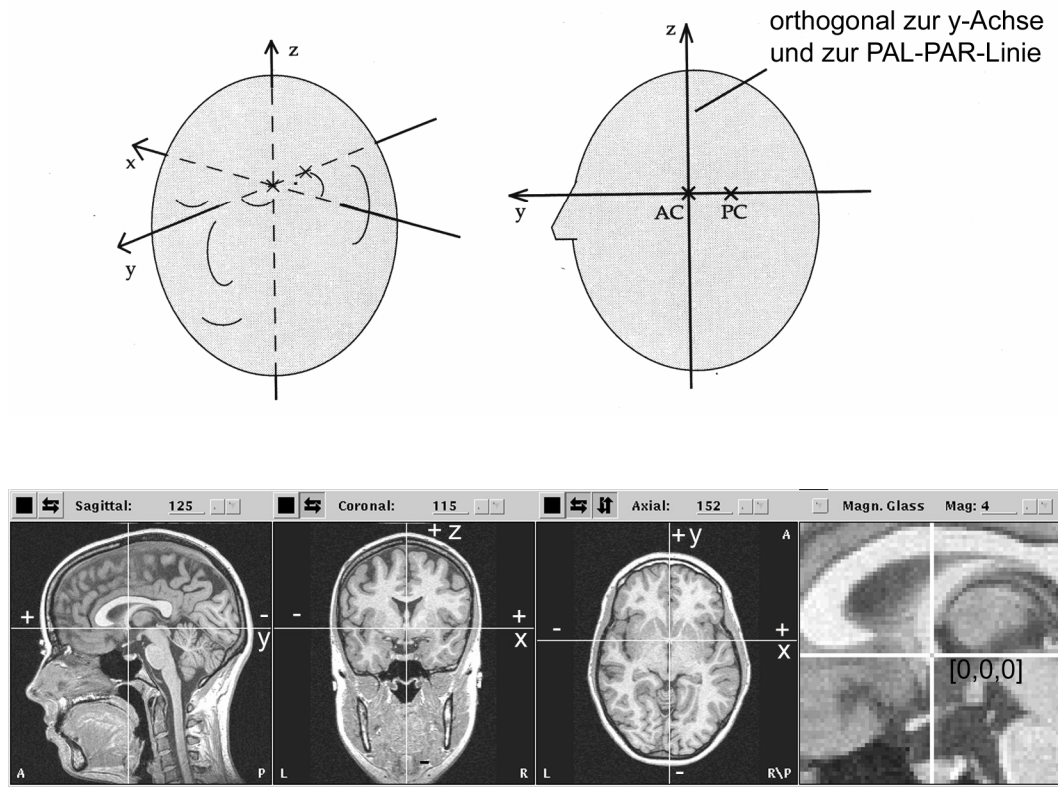 orthogonal zur y-Achse
und zur PAL-PAR-Linie
z
x
y
z
y
AC
PC
Sagittal: 125
Coronal: 115
Axial: 152
Magn. Glass Mag: 4
+
-
y
A
P
+ z
-
+
x
-
L
R
+y
A
-
+
x
-
L
R\P
[0,0,0]